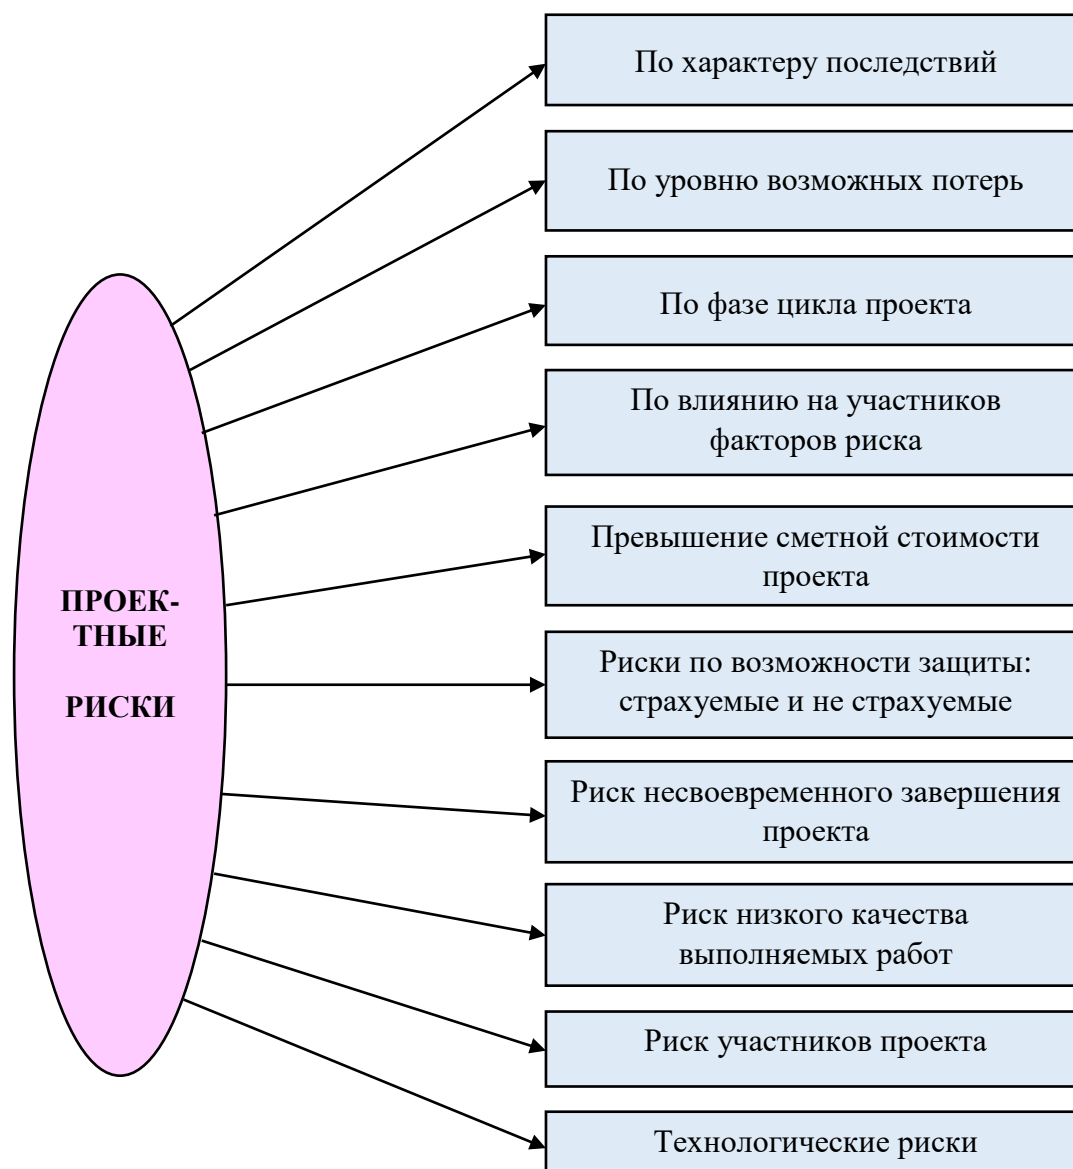 По характеру последствий
По уровню возможных потерь
По фазе цикла проекта
По влиянию на участников
факторов риска
Превышение сметной стоимости
проекта
ПРОЕК-
ТНЫЕ
РИСКИ
Риски по возможности защиты:
страхуемые и не страхуемые
Риск несвоевременного завершения
проекта
Риск низкого качества
выполняемых работ
Риск участников проекта
Технологические риски